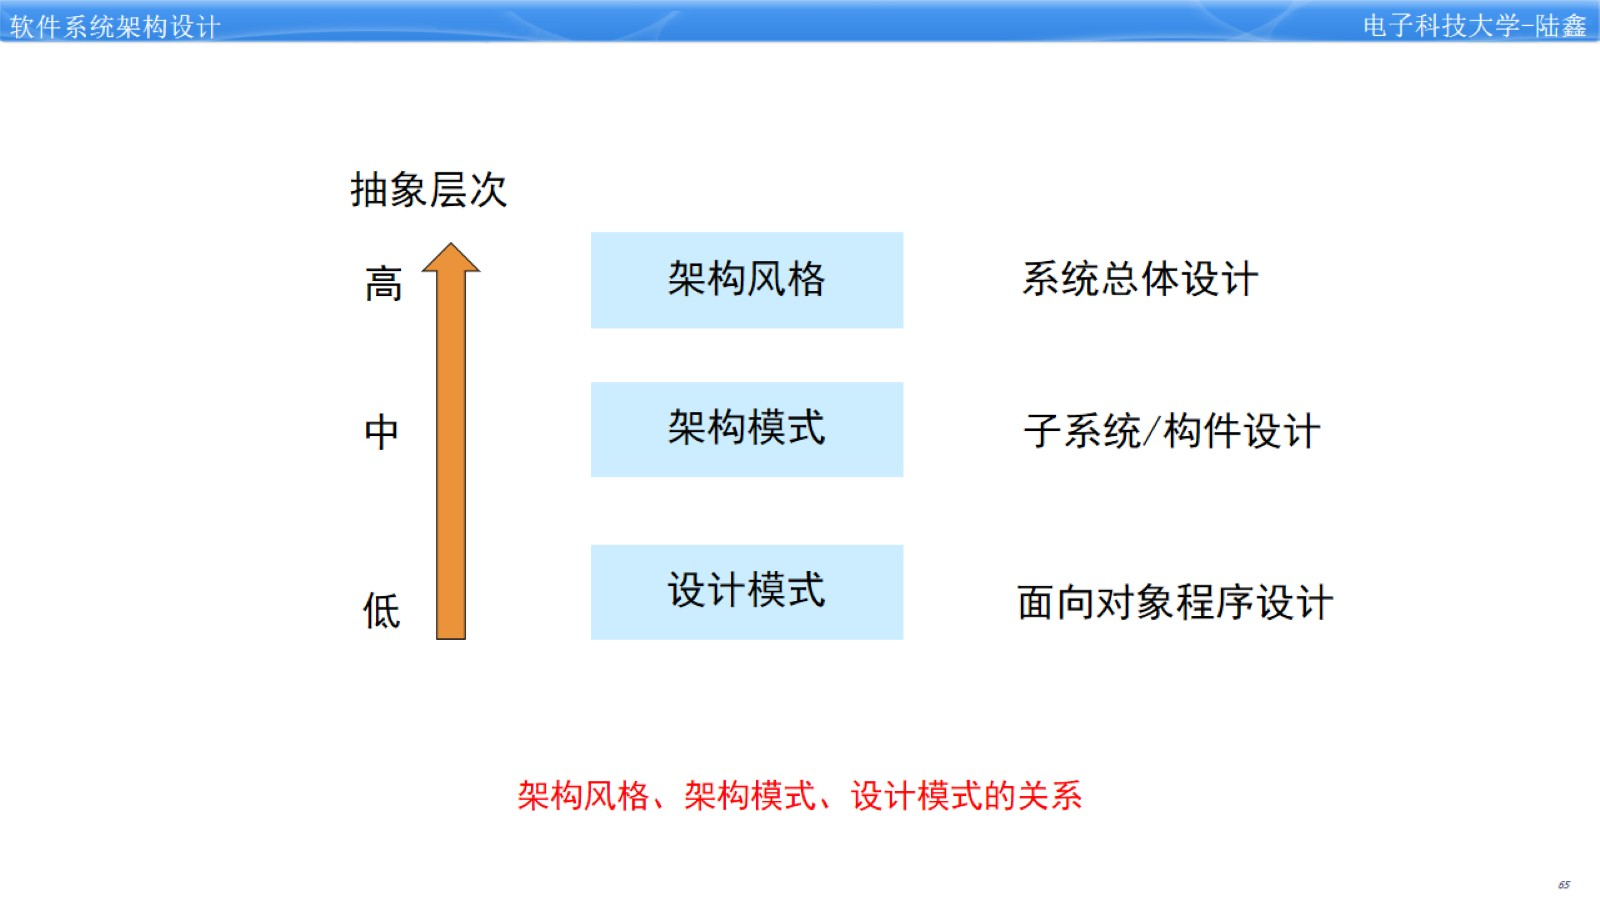 软件系统架构设计
电子科技大学-陆鑫
抽象层次
高
架构风格
系统总体设计
中
架构模式
子系统/构件设计
低
设计模式
面向对象程序设计
架构风格、架构模式、设计模式的关系
65